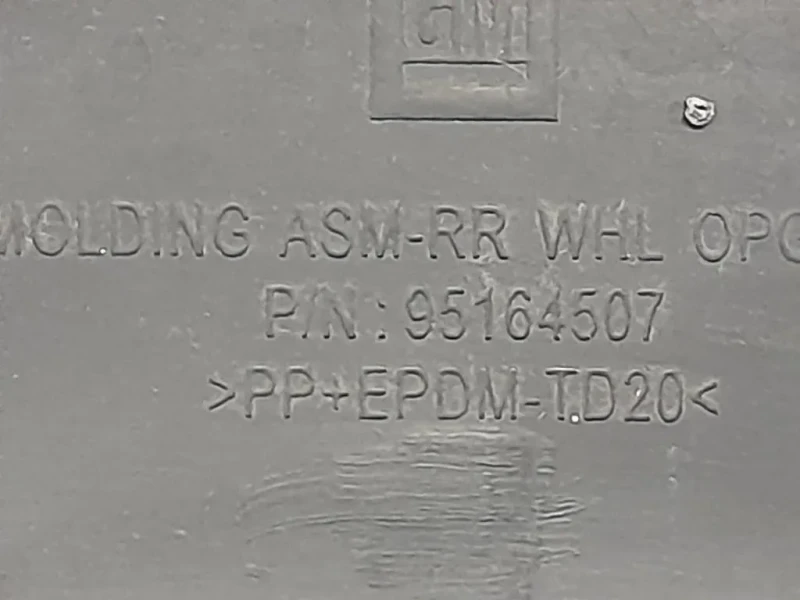 GM
MOLDING ASM-RR WHL OPG
P/N : 95164507
>PP+EPDM-TD20<